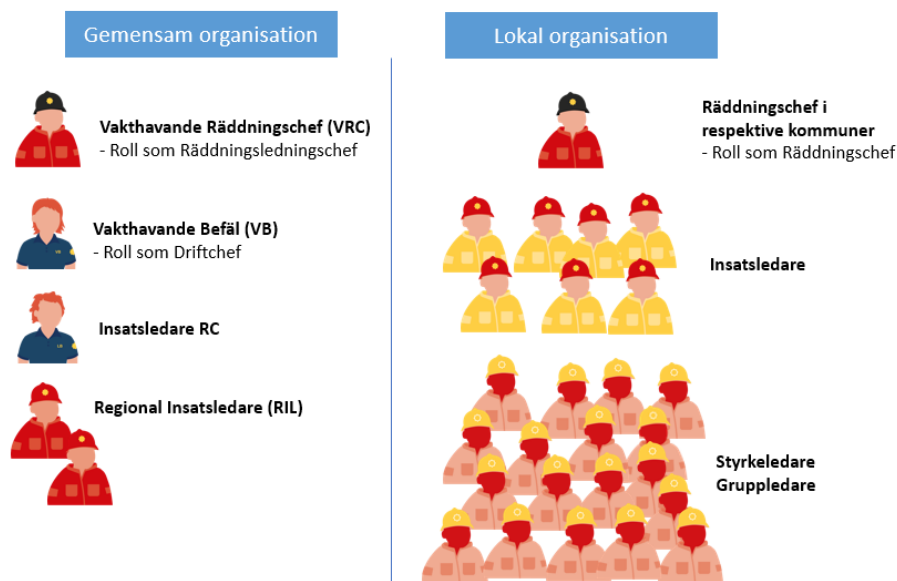 Gemensam organisation
Vakthavande Räddningschef (VRC)
- Roll som Räddningsledningschef
Vakthavande Befäl (VB)
- Roll som Driftchef
Insatsledare RC
Regional Insatsledare (RIL)
Lokal organisation
Räddningschef i
respektive kommuner
- Roll som Räddningschef
Insatsledare
Styrkeledare
Gruppledare